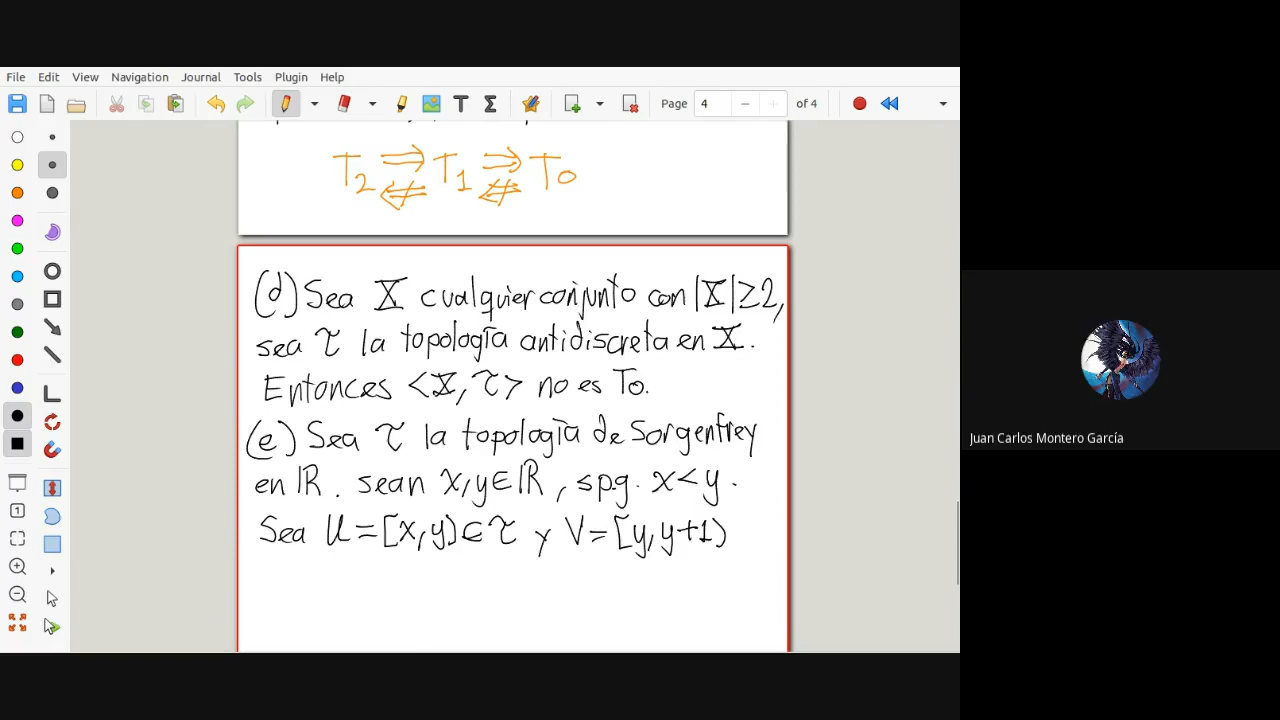 File Edit View Navigation Journal Tools Plugin Help
Page 4 of 4
T₂ ⇒ T₁ ⇒ T₀
⇍ ⇍
(d) Sea X cualquier conjunto con |X|≥2,
sea τ la topología antidiscreta en X.
Entonces <X, τ> no es T₀.
(e) Sea τ la topología de Sorgenfrey
en ℝ. sean x,y∈ℝ, spg. x<y.
Sea U=[x,y)∈τ y V=[y,y+1)
Juan Carlos Montero García